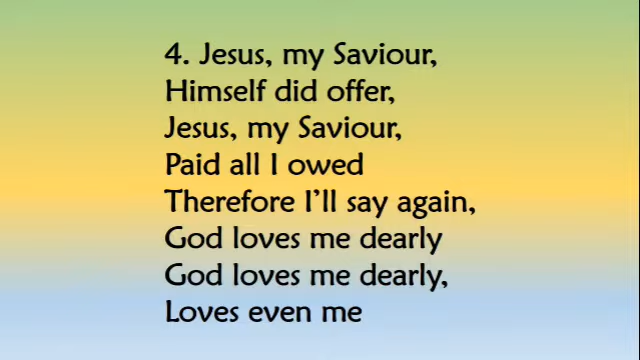 4. Jesus, my Saviour,
Himself did offer,
Jesus, my Saviour,
Paid all I owed
Therefore I'll say again,
God loves me dearly
God loves me dearly,
Loves even me